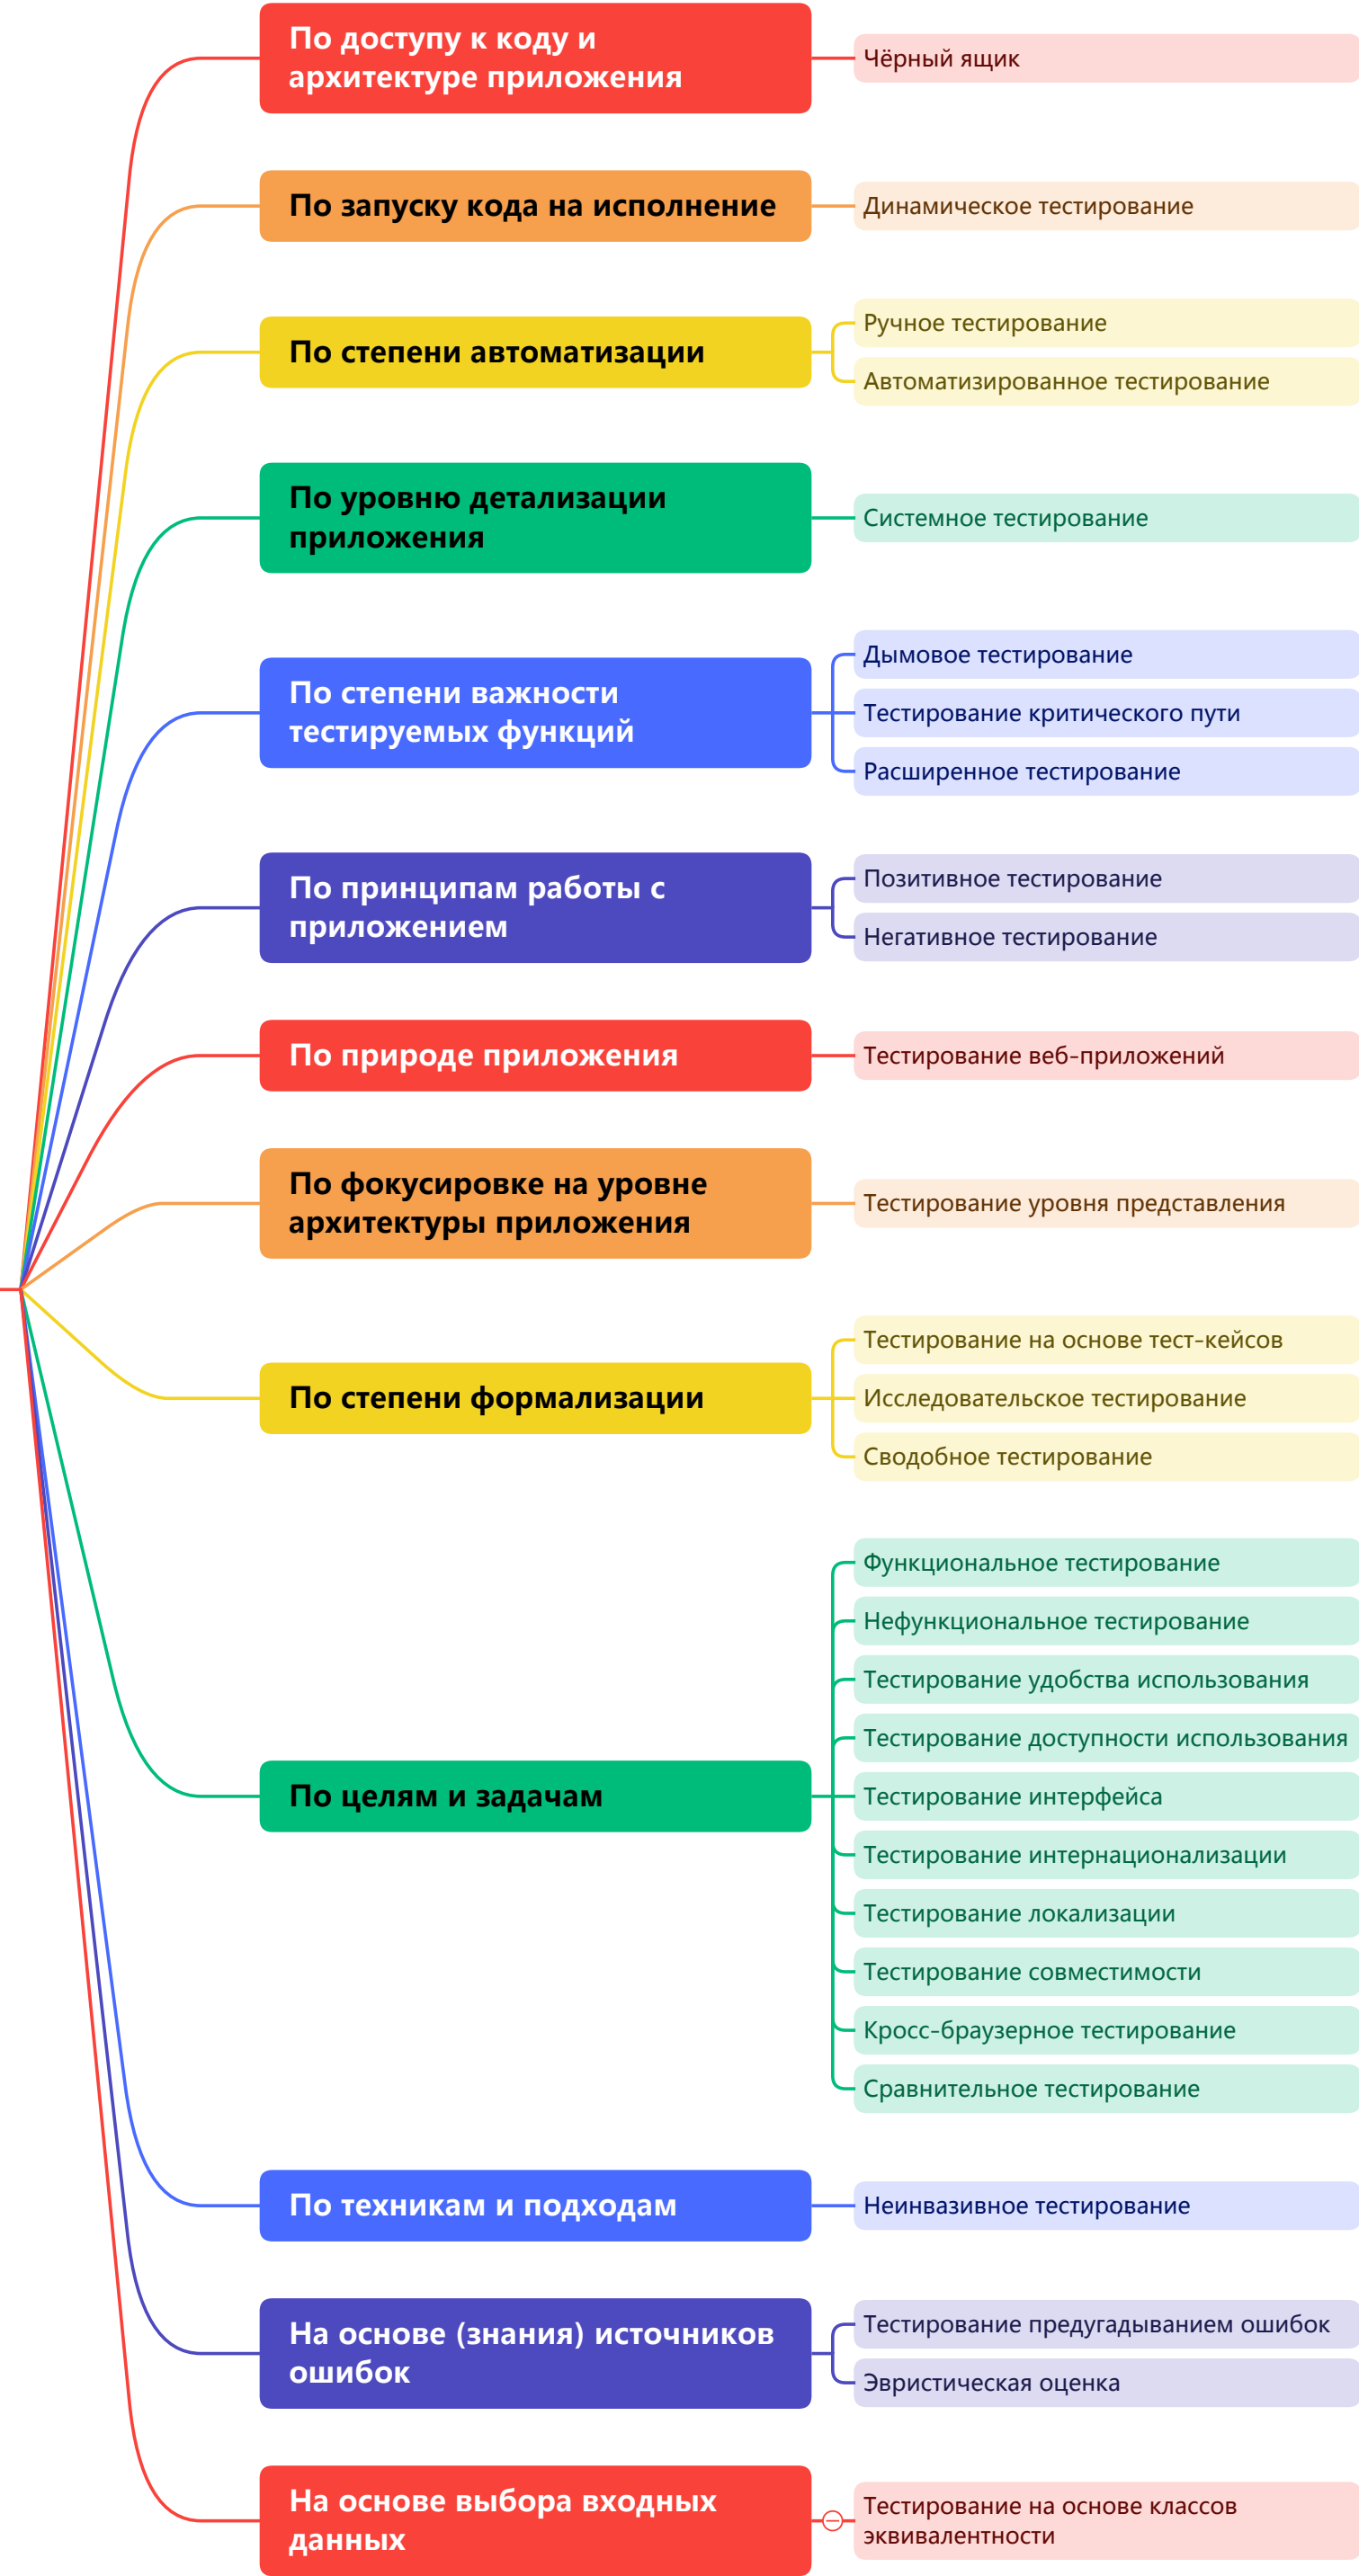 По доступу к коду и
архитектуре приложения
Чёрный ящик
По запуску кода на исполнение
Динамическое тестирование
По степени автоматизации
Ручное тестирование
Автоматизированное тестирование
По уровню детализации
приложения
Системное тестирование
По степени важности
тестируемых функций
Дымовое тестирование
Тестирование критического пути
Расширенное тестирование
По принципам работы с
приложением
Позитивное тестирование
Негативное тестирование
По природе приложения
Тестирование веб-приложений
По фокусировке на уровне
архитектуры приложения
Тестирование уровня представления
По степени формализации
Тестирование на основе тест-кейсов
Исследовательское тестирование
Сводобное тестирование
По целям и задачам
Функциональное тестирование
Нефункциональное тестирование
Тестирование удобства использования
Тестирование доступности использования
Тестирование интерфейса
Тестирование интернационализации
Тестирование локализации
Тестирование совместимости
Кросс-браузерное тестирование
Сравнительное тестирование
По техникам и подходам
Неинвазивное тестирование
На основе (знания) источников
ошибок
Тестирование предугадыванием ошибок
Эвристическая оценка
На основе выбора входных
данных
Тестирование на основе классов
эквивалентности